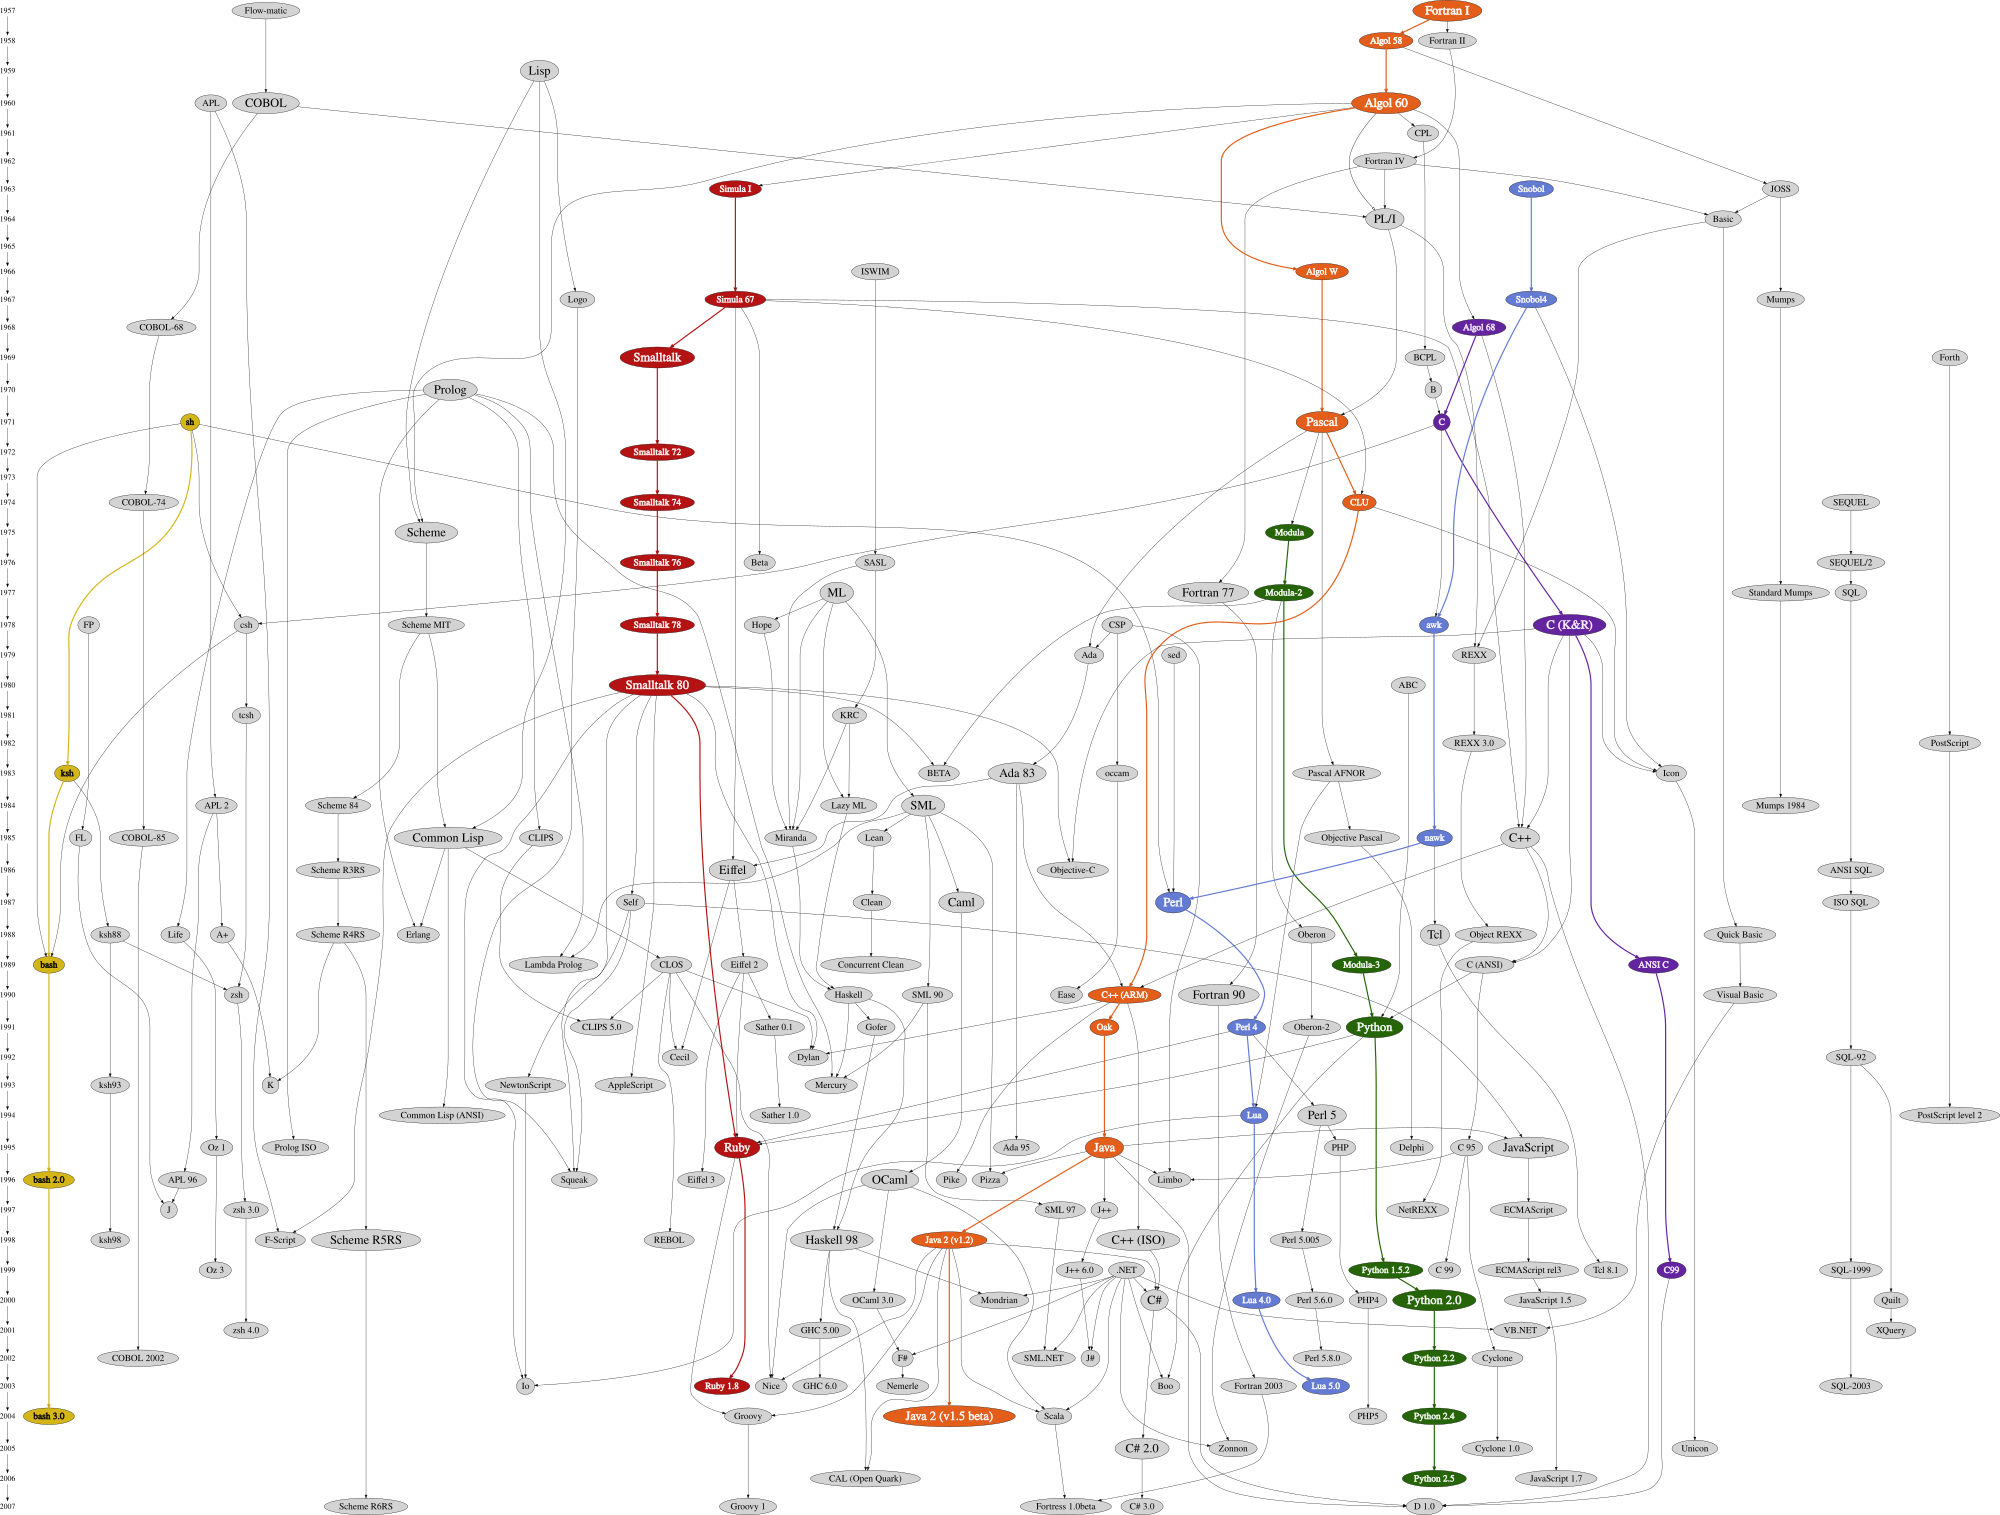 1957 Flow-matic Fortran I
1958 Algol 58 Fortran II
1959 Lisp
1960 APL COBOL Algol 60
1961 CPL
1962 Fortran IV
1963 Simula I Snobol JOSS
1964 PL/I Basic
1965
1966 ISWIM Algol W
1967 Logo Simula 67 Snobol4 Mumps
1968 COBOL-68 Algol 68
1969 Smalltalk BCPL Forth
1970 Prolog B
1971 sh Pascal C
1972 Smalltalk 72
1973
1974 COBOL-74 Smalltalk 74 CLU SEQUEL
1975 Scheme Modula
1976 Smalltalk 76 Beta SASL SEQUEL/2
1977 ML Fortran 77 Modula-2 Standard Mumps SQL
1978 FP csh Scheme MIT Smalltalk 78 Hope CSP awk C (K&R)
1979 Ada sed REXX
1980 Smalltalk 80 ABC
1981 tcsh KRC
1982 REXX 3.0 PostScript
1983 ksh BETA Ada 83 occam Pascal AFNOR Icon
1984 APL 2 Scheme 84 Lazy ML SML Mumps 1984
1985 FL COBOL-85 Common Lisp CLIPS Miranda Lean Objective Pascal nawk C++
1986 Scheme R3RS Eiffel Objective-C ANSI SQL
1987 Self Clean Caml Perl ISO SQL
1988 ksh88 Life A+ Scheme R4RS Erlang Oberon Tcl Object REXX Quick Basic
1989 bash Lambda Prolog CLOS Eiffel 2 Concurrent Clean Modula-3 C (ANSI) ANSI C
1990 zsh Haskell SML 90 Ease C++ (ARM) Fortran 90 Visual Basic
1991 CLIPS 5.0 Sather 0.1 Gofer Oak Perl 4 Oberon-2 Python
1992 Cecil Dylan SQL-92
1993 ksh93 K NewtonScript AppleScript Mercury
1994 Common Lisp (ANSI) Sather 1.0 Lua Perl 5 PostScript level 2
1995 Oz 1 Prolog ISO Ruby Ada 95 Java PHP Delphi C 95 JavaScript
1996 bash 2.0 APL 96 Squeak Eiffel 3 OCaml Pike Pizza Limbo
1997 J zsh 3.0 SML 97 J++ NetREXX ECMAScript
1998 ksh98 F-Script Scheme R5RS REBOL Haskell 98 Java 2 (v1.2) C++ (ISO) Perl 5.005
1999 Oz 3 J++ 6.0 .NET Python 1.5.2 C 99 ECMAScript rel3 Tcl 8.1 C99 SQL-1999
2000 OCaml 3.0 Mondrian C# Lua 4.0 Perl 5.6.0 PHP4 Python 2.0 JavaScript 1.5 Quilt
2001 zsh 4.0 GHC 5.00 VB.NET XQuery
2002 COBOL 2002 F# SML.NET J# Perl 5.8.0 Python 2.2 Cyclone
2003 Io Ruby 1.8 Nice GHC 6.0 Nemerle Boo Fortran 2003 Lua 5.0 SQL-2003
2004 bash 3.0 Groovy Java 2 (v1.5 beta) Scala PHP5 Python 2.4
2005 C# 2.0 Zonnon Cyclone 1.0 Unicon
2006 CAL (Open Quark) Python 2.5 JavaScript 1.7
2007 Scheme R6RS Groovy 1 Fortress 1.0beta C# 3.0 D 1.0